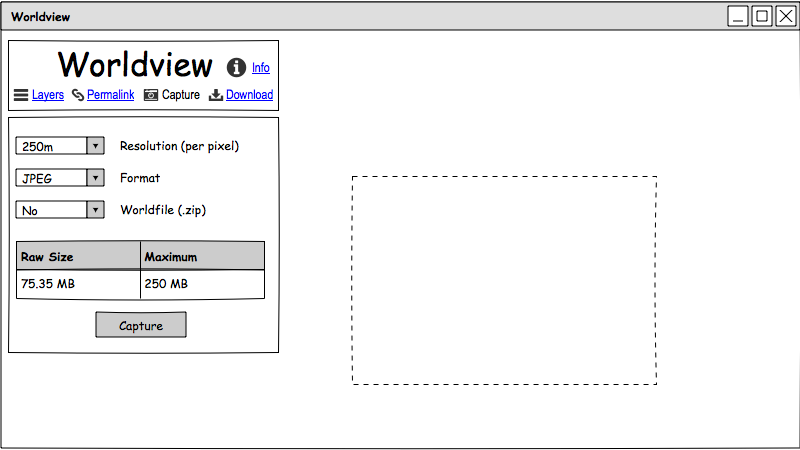 Worldview
Worldview Info
Layers Permalink Capture Download
250m Resolution (per pixel)
JPEG Format
No Worldfile (.zip)
Raw Size Maximum
75.35 MB 250 MB
Capture